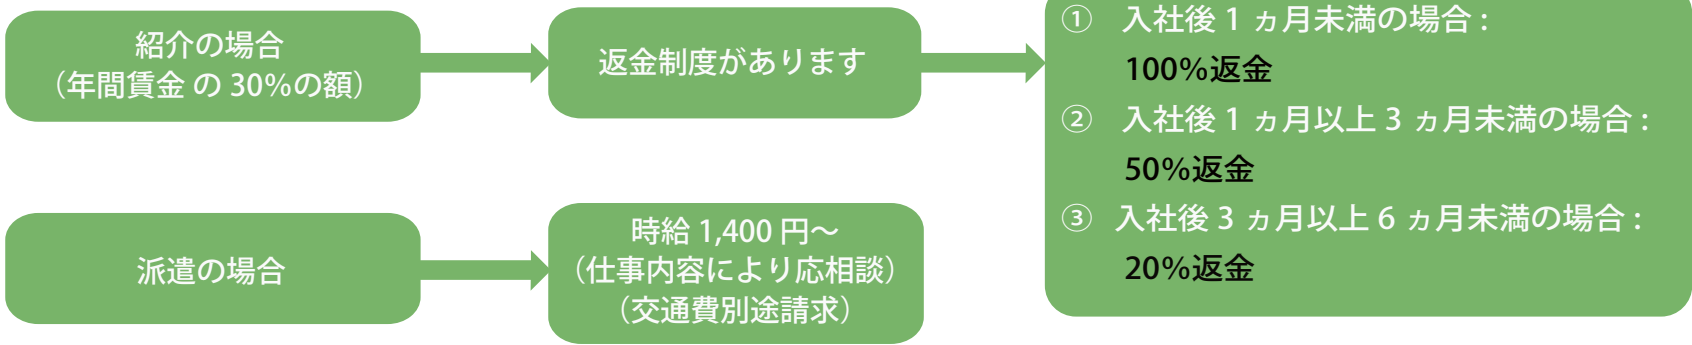 紹介の場合
（年間賃金 の 30%の額）
返金制度があります
① 入社後 1 ヵ月未満の場合 :
100%返金
② 入社後 1 ヵ月以上 3 ヵ月未満の場合 :
50%返金
③ 入社後 3 ヵ月以上 6 ヵ月未満の場合 :
20%返金
派遣の場合
時給 1,400 円～
（仕事内容により応相談）
（交通費別途請求）